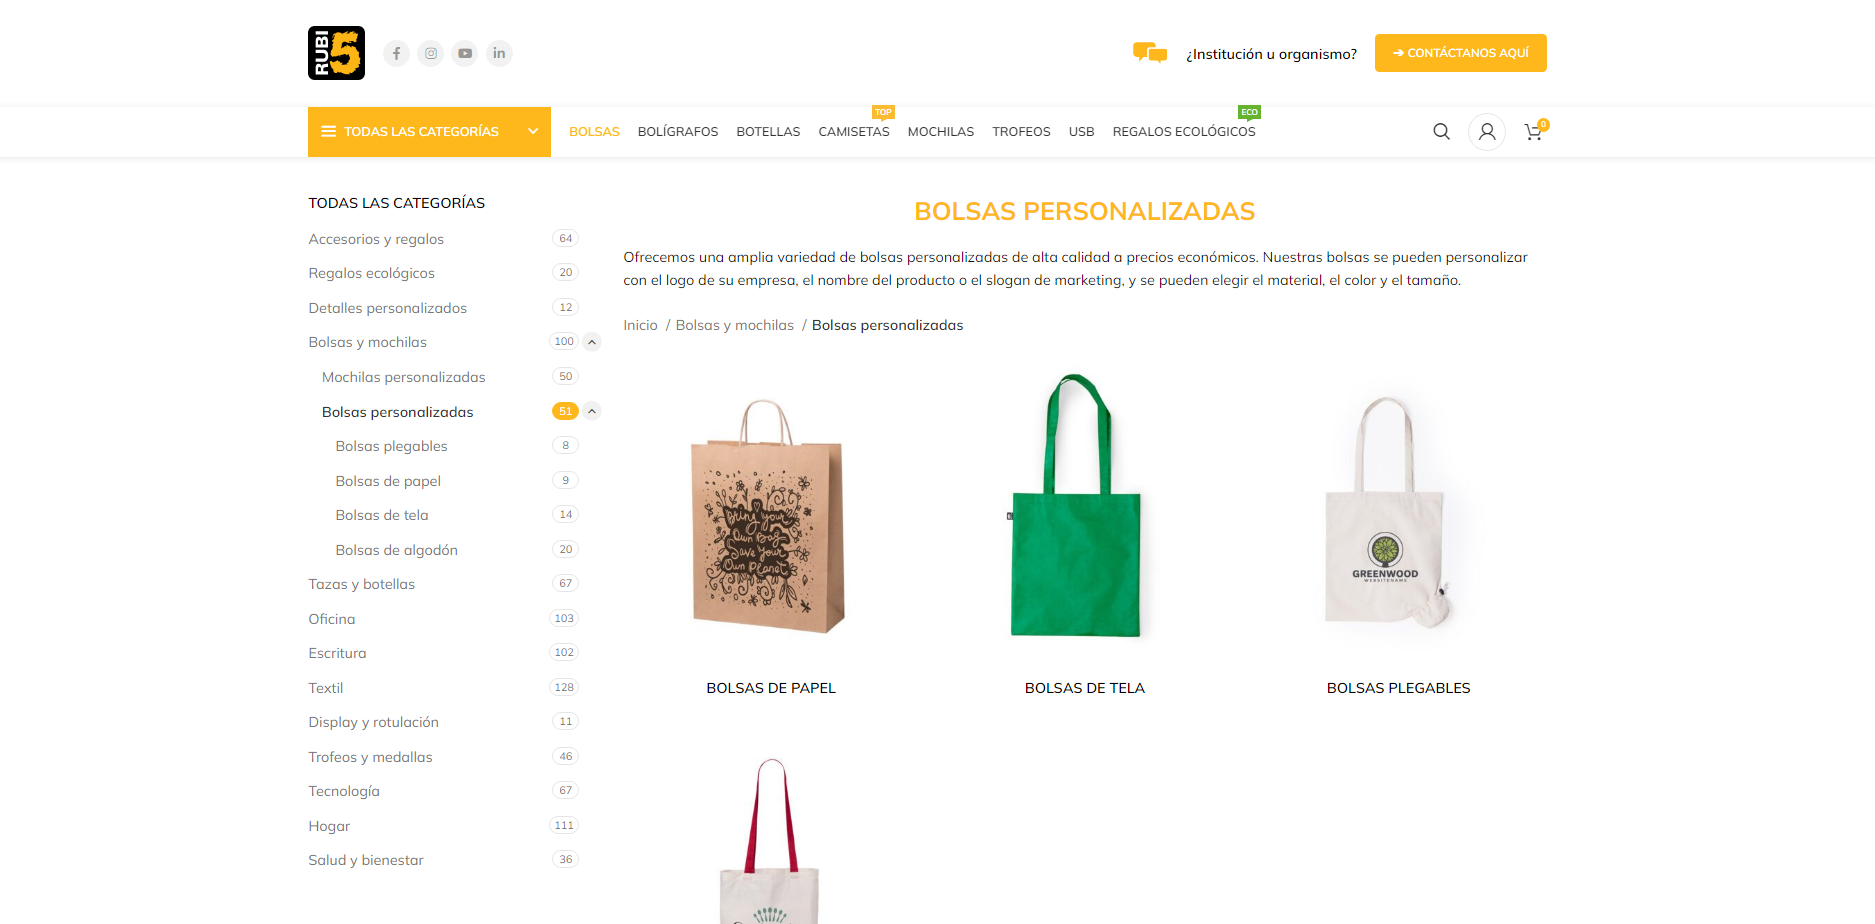 RUBI 5
¿Institución u organismo?
➔ CONTÁCTANOS AQUÍ
TODAS LAS CATEGORÍAS
BOLSAS
BOLÍGRAFOS
BOTELLAS
CAMISETAS
TOP
MOCHILAS
TROFEOS
USB
REGALOS ECOLÓGICOS
ECO
0
TODAS LAS CATEGORÍAS
Accesorios y regalos 64
Regalos ecológicos 20
Detalles personalizados 12
Bolsas y mochilas 100
Mochilas personalizadas 50
Bolsas personalizadas 51
Bolsas plegables 8
Bolsas de papel 9
Bolsas de tela 14
Bolsas de algodón 20
Tazas y botellas 67
Oficina 103
Escritura 102
Textil 128
Display y rotulación 11
Trofeos y medallas 46
Tecnología 67
Hogar 111
Salud y bienestar 36
BOLSAS PERSONALIZADAS
Ofrecemos una amplia variedad de bolsas personalizadas de alta calidad a precios económicos. Nuestras bolsas se pueden personalizar
con el logo de su empresa, el nombre del producto o el slogan de marketing, y se pueden elegir el material, el color y el tamaño.
Inicio / Bolsas y mochilas / Bolsas personalizadas
Bring your
Own Bag
Save Your
Own Planet
GREENWOOD
WEBSITENAME
BOLSAS DE PAPEL
BOLSAS DE TELA
BOLSAS PLEGABLES